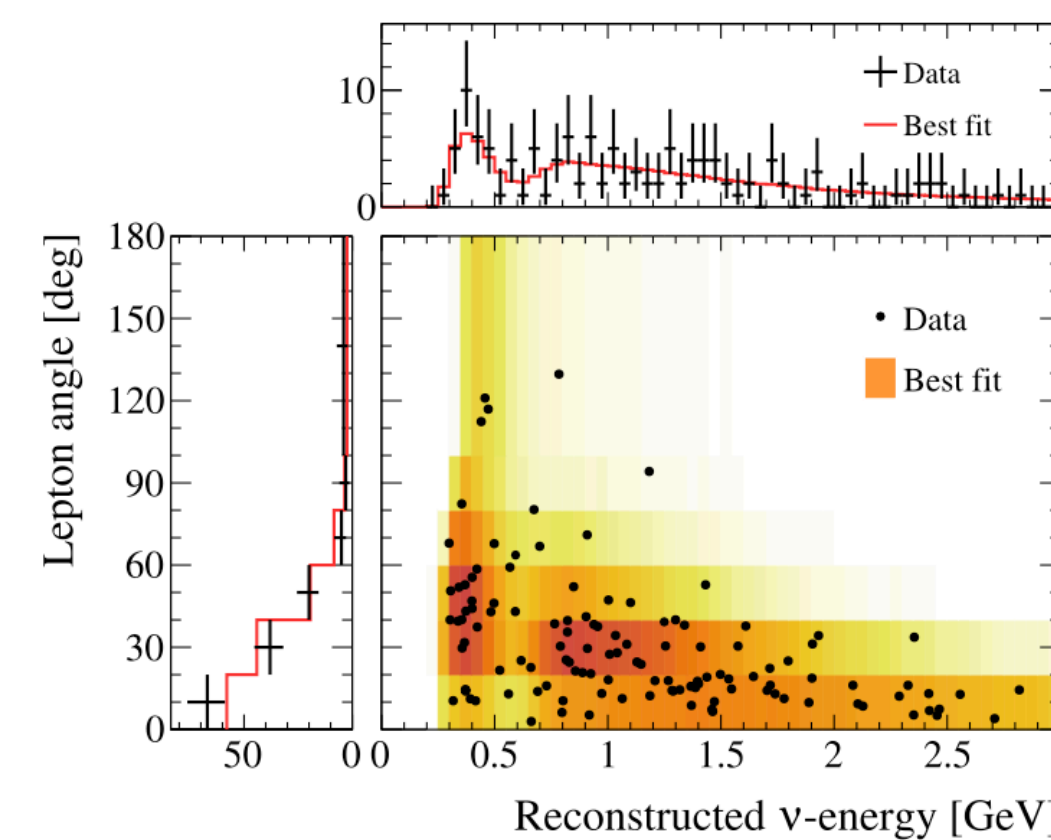 10
0
Data
Best fit
Lepton angle [deg]
180
150
120
90
60
30
0
Data
Best fit
50
0
0
0.5
1
1.5
2
2.5
Reconstructed ν-energy [GeV]